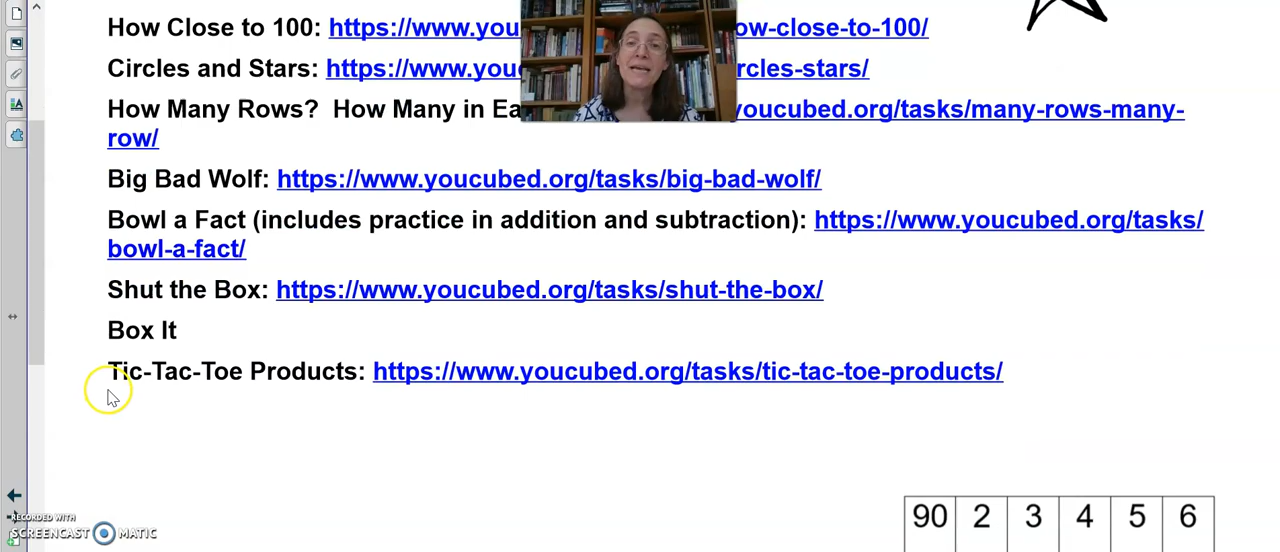 How Close to 100: https://www.you ow-close-to-100/
Circles and Stars: https://www.you rcles-stars/
How Many Rows?  How Many in Ea youcubed.org/tasks/many-rows-many-
row/
Big Bad Wolf: https://www.youcubed.org/tasks/big-bad-wolf/
Bowl a Fact (includes practice in addition and subtraction): https://www.youcubed.org/tasks/
bowl-a-fact/
Shut the Box: https://www.youcubed.org/tasks/shut-the-box/
Box It
Tic-Tac-Toe Products: https://www.youcubed.org/tasks/tic-tac-toe-products/
90 2 3 4 5 6
RECORDED WITH
SCREENCAST MATIC